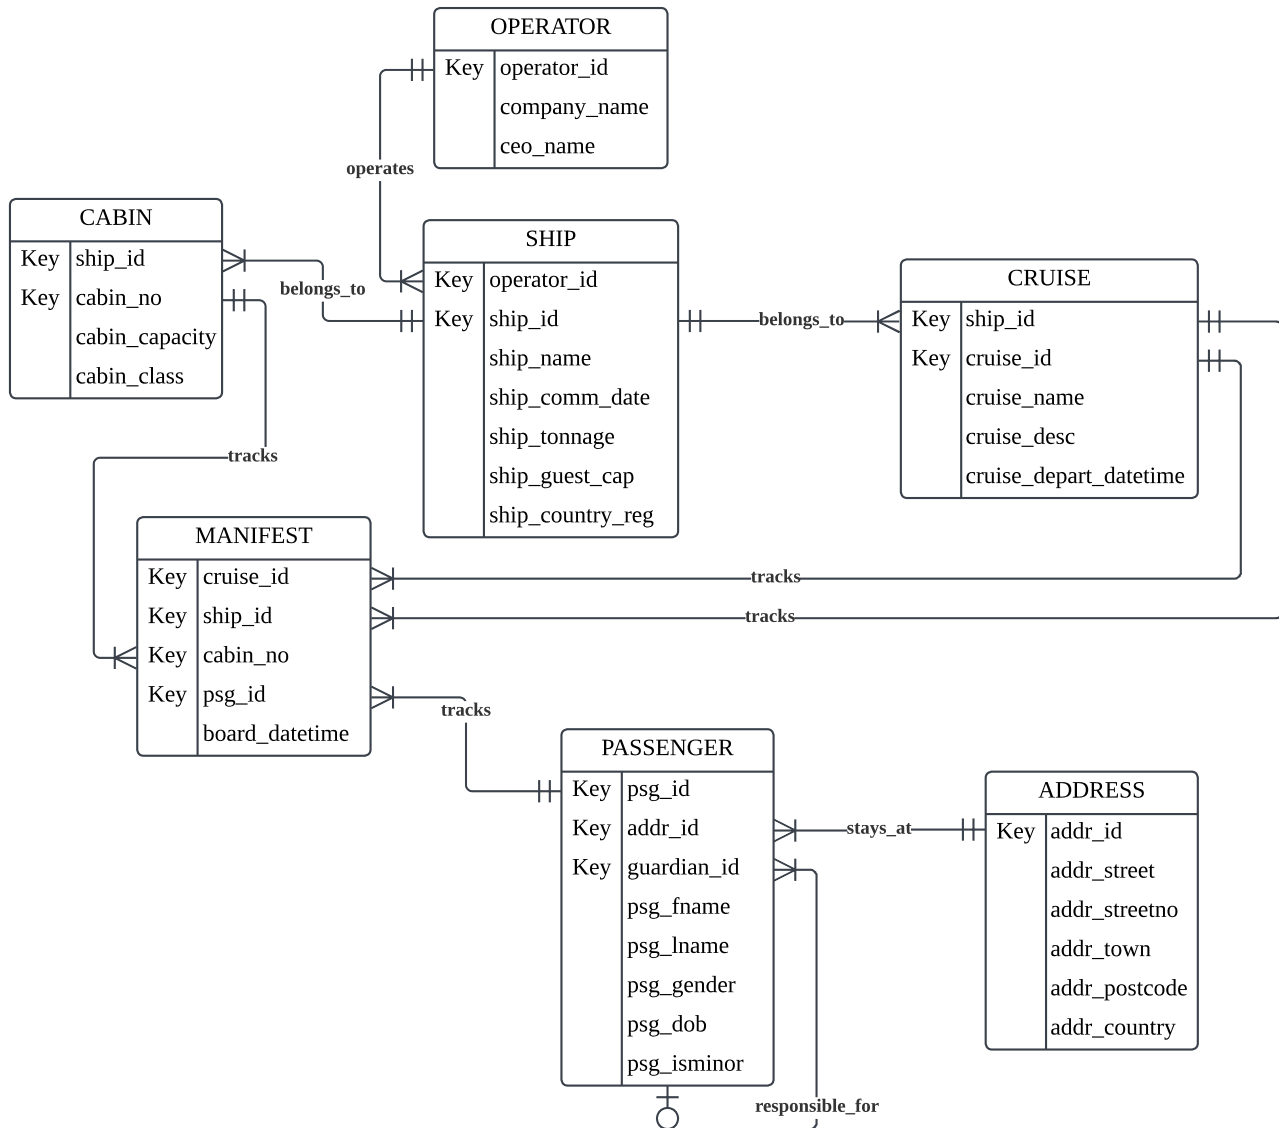 OPERATOR
Key operator_id
company_name
ceo_name
operates
CABIN
Key ship_id
Key cabin_no
cabin_capacity
cabin_class
belongs_to
SHIP
Key operator_id
Key ship_id
ship_name
ship_comm_date
ship_tonnage
ship_guest_cap
ship_country_reg
belongs_to
CRUISE
Key ship_id
Key cruise_id
cruise_name
cruise_desc
cruise_depart_datetime
tracks
MANIFEST
Key cruise_id
Key ship_id
Key cabin_no
Key psg_id
board_datetime
tracks
tracks
tracks
PASSENGER
Key psg_id
Key addr_id
Key guardian_id
psg_fname
psg_lname
psg_gender
psg_dob
psg_isminor
stays_at
ADDRESS
Key addr_id
addr_street
addr_streetno
addr_town
addr_postcode
addr_country
responsible_for